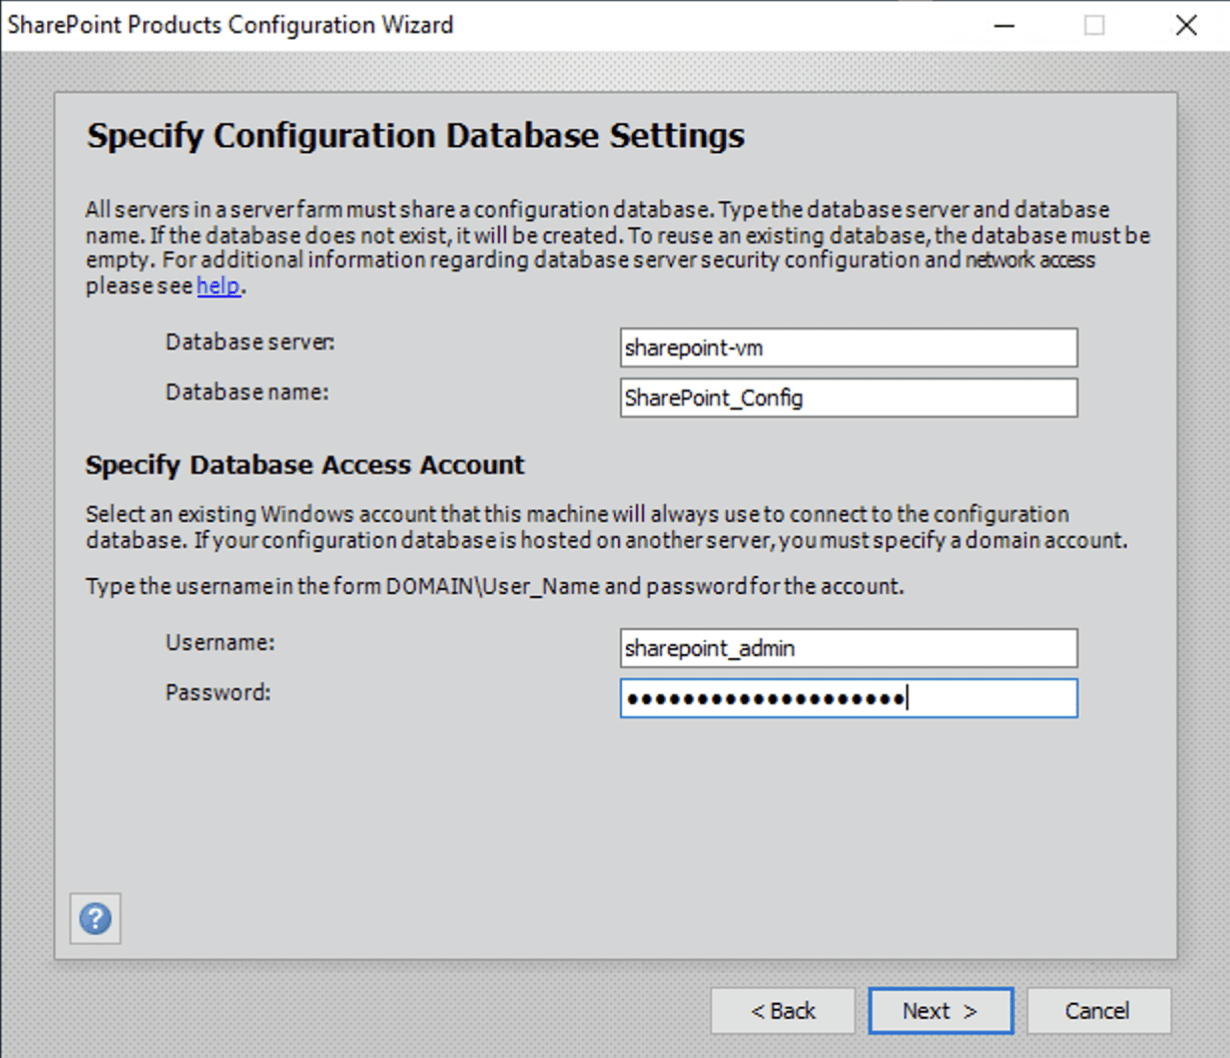 SharePoint Products Configuration Wizard
Specify Configuration Database Settings
All servers in a server farm must share a configuration database. Type the database server and database
name. If the database does not exist, it will be created. To reuse an existing database, the database must be
empty. For additional information regarding database server security configuration and network access
please see help.
Database server:
sharepoint-vm
Database name:
SharePoint_Config
Specify Database Access Account
Select an existing Windows account that this machine will always use to connect to the configuration
database. If your configuration database is hosted on another server, you must specify a domain account.
Type the username in the form DOMAIN\User_Name and password for the account.
Username:
sharepoint_admin
Password:
●●●●●●●●●●●●●●●●●●●●
?
< Back
Next >
Cancel